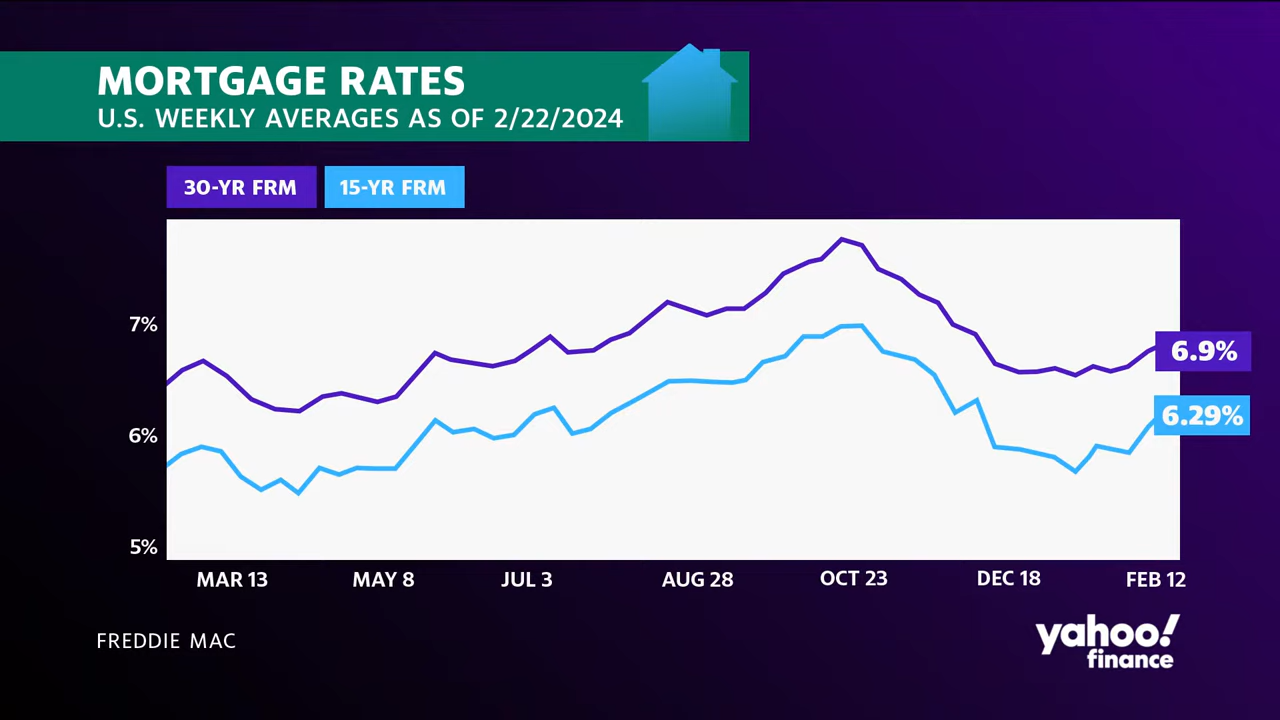 MORTGAGE RATES
U.S. WEEKLY AVERAGES AS OF 2/22/2024
30-YR FRM 15-YR FRM
7%
6.9%
6.29%
6%
5%
MAR 13 MAY 8 JUL 3 AUG 28 OCT 23 DEC 18 FEB 12
FREDDIE MAC
yahoo!
finance